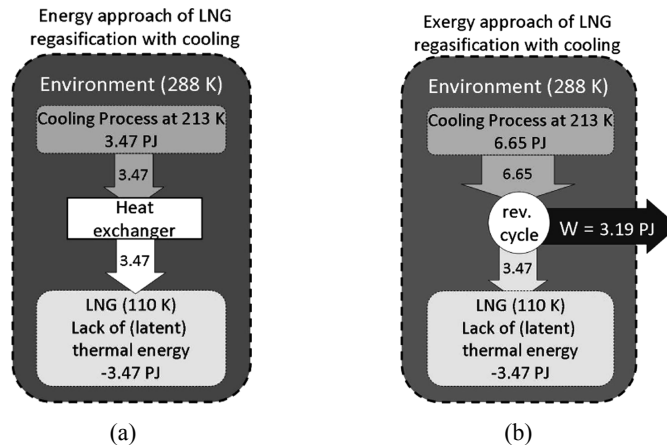 Energy approach of LNG
regasification with cooling
Environment (288 K)
Cooling Process at 213 K
3.47 PJ
3.47
Heat
exchanger
3.47
LNG (110 K)
Lack of (latent)
thermal energy
-3.47 PJ
(a)
Exergy approach of LNG
regasification with cooling
Environment (288 K)
Cooling Process at 213 K
6.65 PJ
6.65
rev.
cycle
W = 3.19 PJ
3.47
LNG (110 K)
Lack of (latent)
thermal energy
-3.47 PJ
(b)